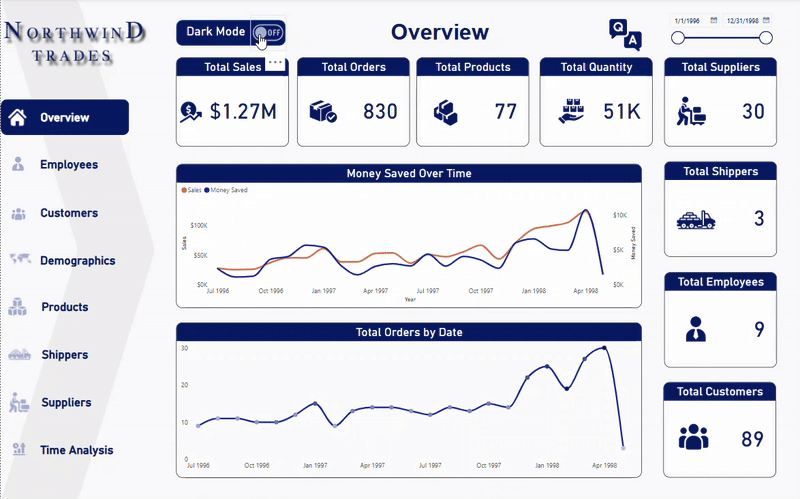 NORTHWIND
TRADES
Overview
Employees
Customers
Demographics
Products
Shippers
Suppliers
Time Analysis
Dark Mode
OFF
Overview
Q
A
1/1/1996
12/31/1998
Total Sales
$1.27M
Total Orders
830
Total Products
77
Total Quantity
51K
Total Suppliers
30
Total Shippers
3
Total Employees
9
Total Customers
89
Money Saved Over Time
Sales Money Saved
Sales
$100K
$50K
$0K
$10K
$5K
$0K
Money Saved
Jul 1996 Oct 1996 Jan 1997 Apr 1997 Jul 1997 Oct 1997 Jan 1998 Apr 1998
Year
Total Orders by Date
30
20
10
0
Jul 1996 Oct 1996 Jan 1997 Apr 1997 Jul 1997 Oct 1997 Jan 1998 Apr 1998